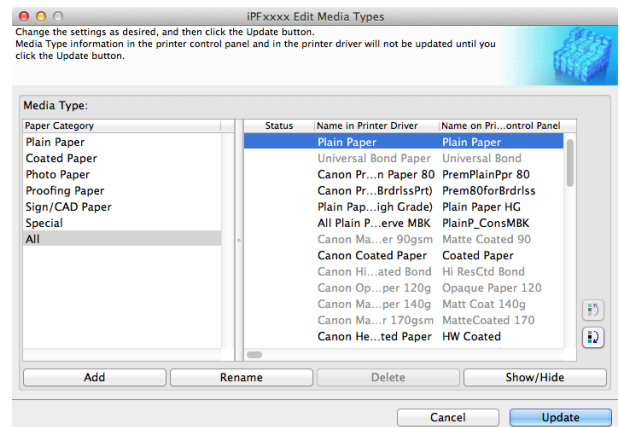 iPFxxxx Edit Media Types
Change the settings as desired, and then click the Update button.
Media Type information in the printer control panel and in the printer driver will not be updated until you
click the Update button.
Media Type:
Paper Category
Plain Paper
Coated Paper
Photo Paper
Proofing Paper
Sign/CAD Paper
Special
All
Status Name in Printer Driver Name on Pri...ontrol Panel
Plain Paper Plain Paper
Universal Bond Paper Universal Bond
Canon Pr...n Paper 80 PremPlainPpr 80
Canon Pr...BrdrlssPrt) Prem80forBrdrlss
Plain Pap...igh Grade) Plain Paper HG
All Plain P...erve MBK PlainP_ConsMBK
Canon Ma...er 90gsm Matte Coated 90
Canon Coated Paper Coated Paper
Canon Hi...ated Bond Hi ResCtd Bond
Canon Op...per 120g Opaque Paper 120
Canon Ma...per 140g Matt Coat 140g
Canon Ma...r 170gsm MatteCoated 170
Canon He...ted Paper HW Coated
Add Rename Delete Show/Hide
Cancel Update